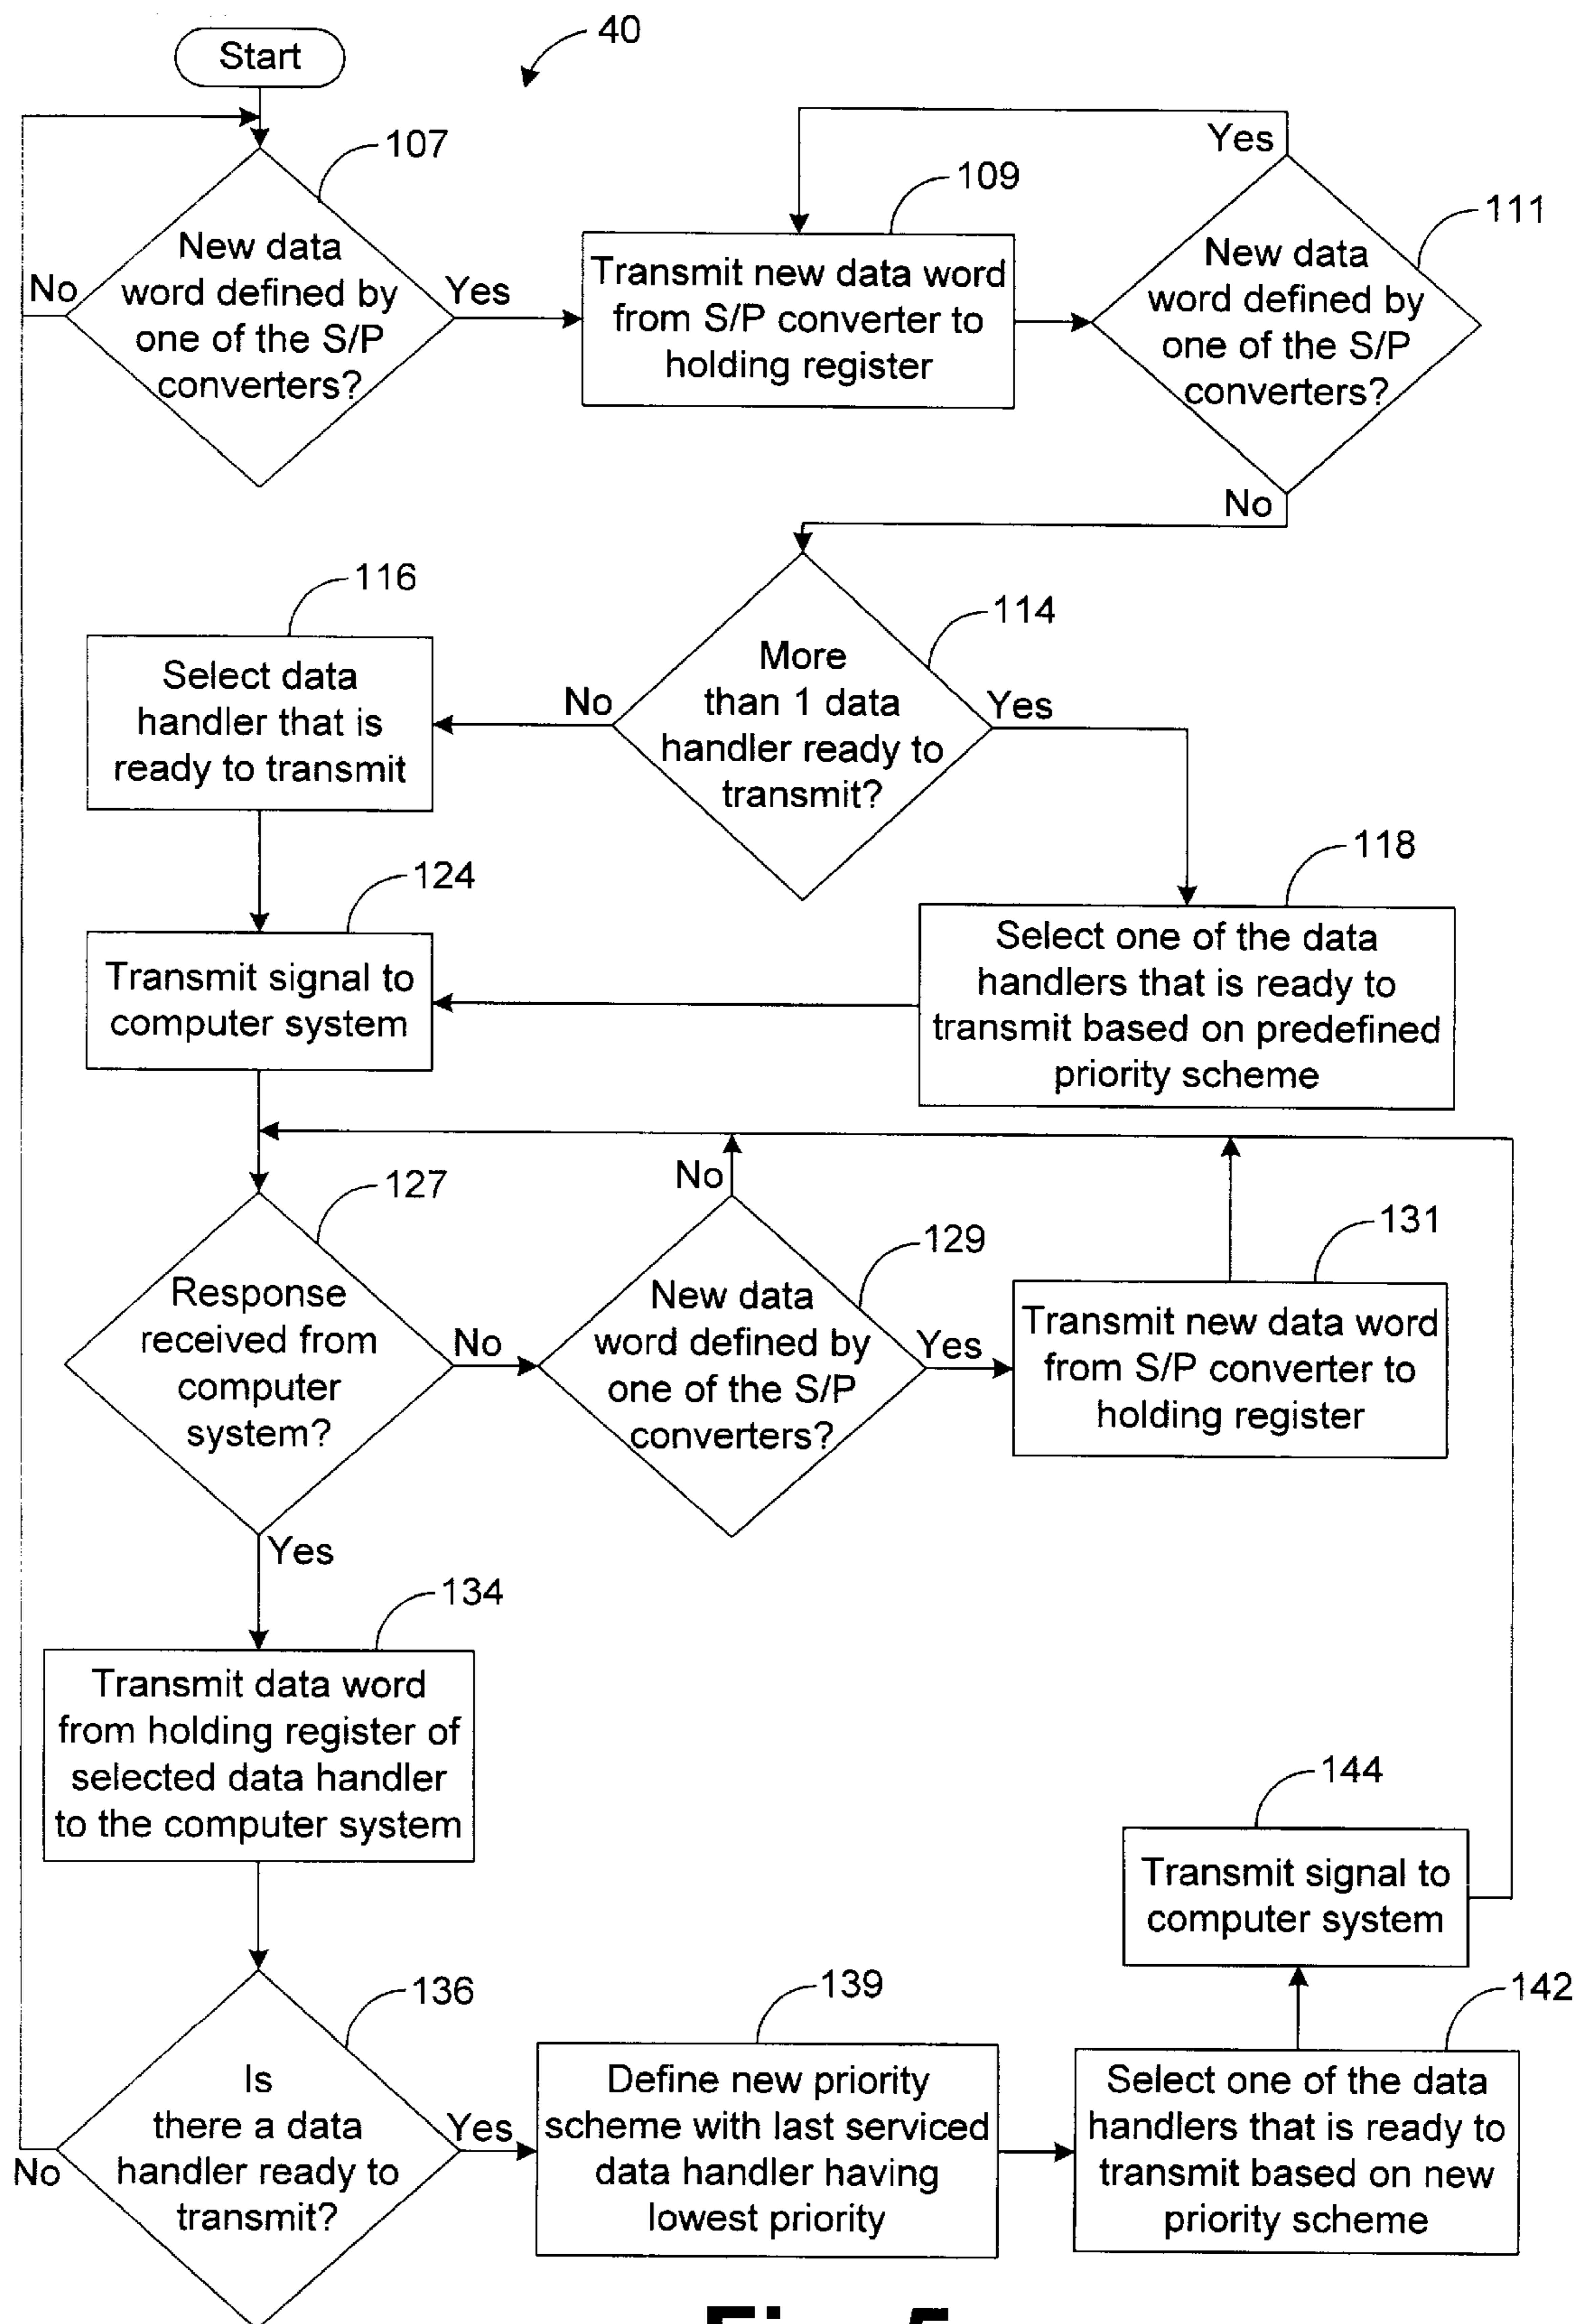 Start
40
107
New data
word defined by
one of the S/P
converters?
No
Yes
109
Transmit new data word
from S/P converter to
holding register
Yes
111
New data
word defined by
one of the S/P
converters?
No
116
Select data
handler that is
ready to transmit
114
More
than 1 data
handler ready to
transmit?
No
Yes
118
Select one of the data
handlers that is ready to
transmit based on predefined
priority scheme
124
Transmit signal to
computer system
127
Response
received from
computer
system?
No
Yes
129
New data
word defined by
one of the S/P
converters?
No
Yes
131
Transmit new data word
from S/P converter to
holding register
134
Transmit data word
from holding register of
selected data handler
to the computer system
136
Is
there a data
handler ready to
transmit?
No
Yes
139
Define new priority
scheme with last serviced
data handler having
lowest priority
142
Select one of the data
handlers that is ready to
transmit based on new
priority scheme
144
Transmit signal to
computer system